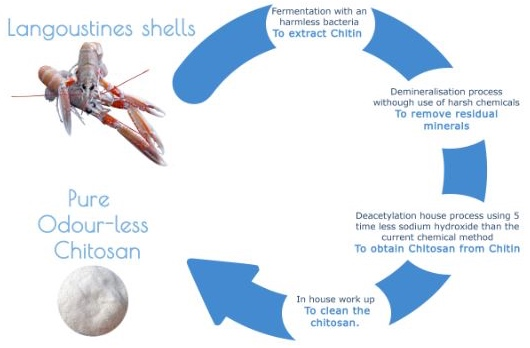 Langoustines shells
Fermentation with an
harmless bacteria
To extract Chitin
Demineralisation process
withough use of harsh chemicals
To remove residual
minerals
Deacetylation house process using 5
time less sodium hydroxide than the
current chemical method
To obtain Chitosan from Chitin
In house work up
To clean the
chitosan.
Pure
Odour-less
Chitosan